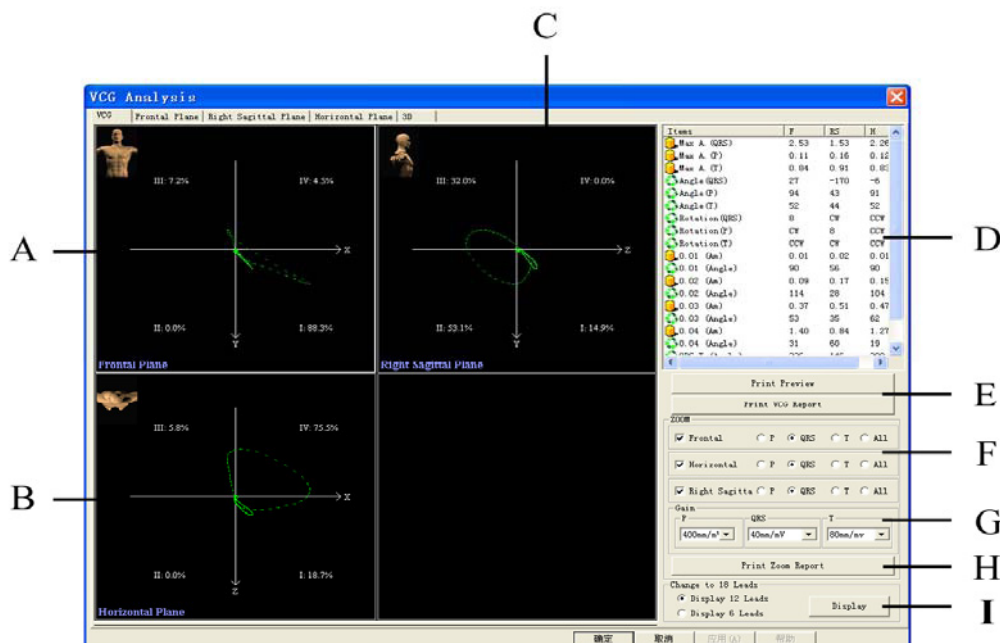 C
VCG Analysis
VCG Frontal Plane Right Sagittal Plane Horizontal Plane 3D
III: 7.2% IV: 4.5%
X
II: 0.0% I: 88.3%
Y
Frontal Plane
A
III: 32.0% IV: 0.0%
Z
II: 53.1% I: 14.9%
Y
Right Sagittal Plane
III: 5.8% IV: 75.5%
X
II: 0.0% I: 18.7%
Z
Horizontal Plane
B
Items F RS H
Max A. (QRS) 2.53 1.53 2.26
Max A. (P) 0.11 0.16 0.12
Max A. (T) 0.84 0.91
Angle(QRS) 27 -170 -6
Angle(P) 94 43 91
Angle(T) 52 44 52
Rotation(QRS) 8 CW CCW
Rotation(P) CW 8 CCW
Rotation(T) CCW CW CCW
0.01 (Am) 0.01 0.02 0.01
0.01 (Angle) 90 56 90
0.02 (Am) 0.09 0.17 0.15
0.02 (Angle) 114 28 104
0.03 (Am) 0.37 0.51 0.47
0.03 (Angle) 53 35 62
0.04 (Am) 1.40 0.84 1.27
0.04 (Angle) 31 60 19
D
Print Preview
Print VCG Report
E
ZOOM
Frontal P QRS T All
Horizontal P QRS T All
Right Sagitta P QRS T All
F
Gain
P QRS T
400mm/m 40mm/mV 80mm/mv
G
Print Zoom Report
H
Change to 18 Leads
Display 12 Leads
Display 6 Leads
Display
I
确定 取消 应用(A) 帮助